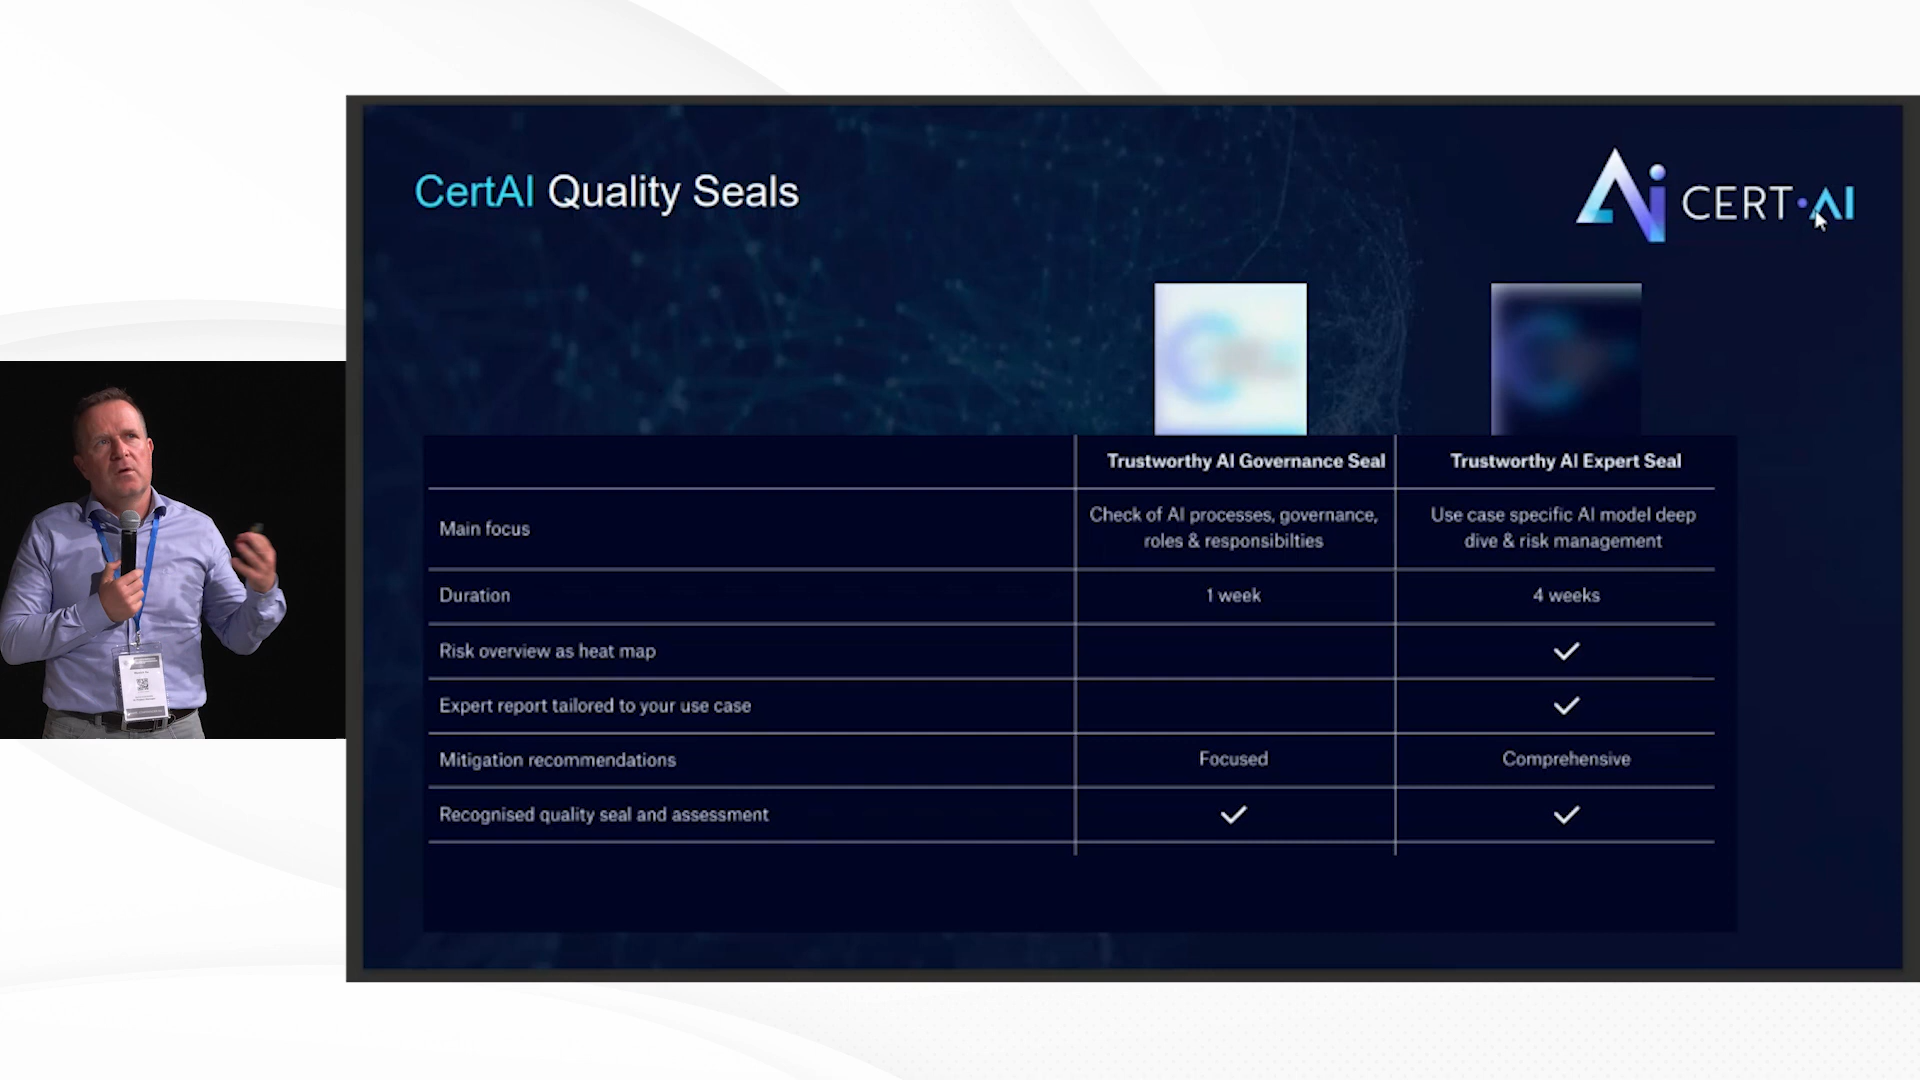 CertAI Quality Seals
CERT·AI
Trustworthy AI Governance Seal
Trustworthy AI Expert Seal
Main focus
Check of AI processes, governance,
roles & responsibilties
Use case specific AI model deep
dive & risk management
Duration
1 week
4 weeks
Risk overview as heat map
✓
Expert report tailored to your use case
✓
Mitigation recommendations
Focused
Comprehensive
Recognised quality seal and assessment
✓
✓